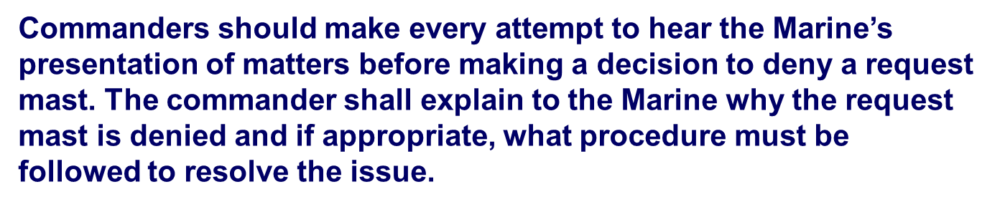 Commanders should make every attempt to hear the Marine’s
presentation of matters before making a decision to deny a request
mast. The commander shall explain to the Marine why the request
mast is denied and if appropriate, what procedure must be
followed to resolve the issue.